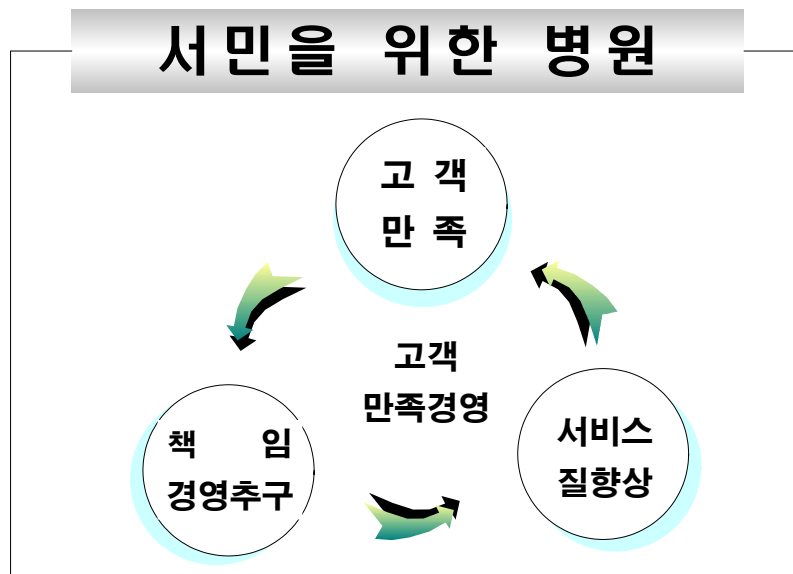 서민을 위한 병원
고 객
만 족
고객
만족경영
책 임
경영추구
서비스
질향상